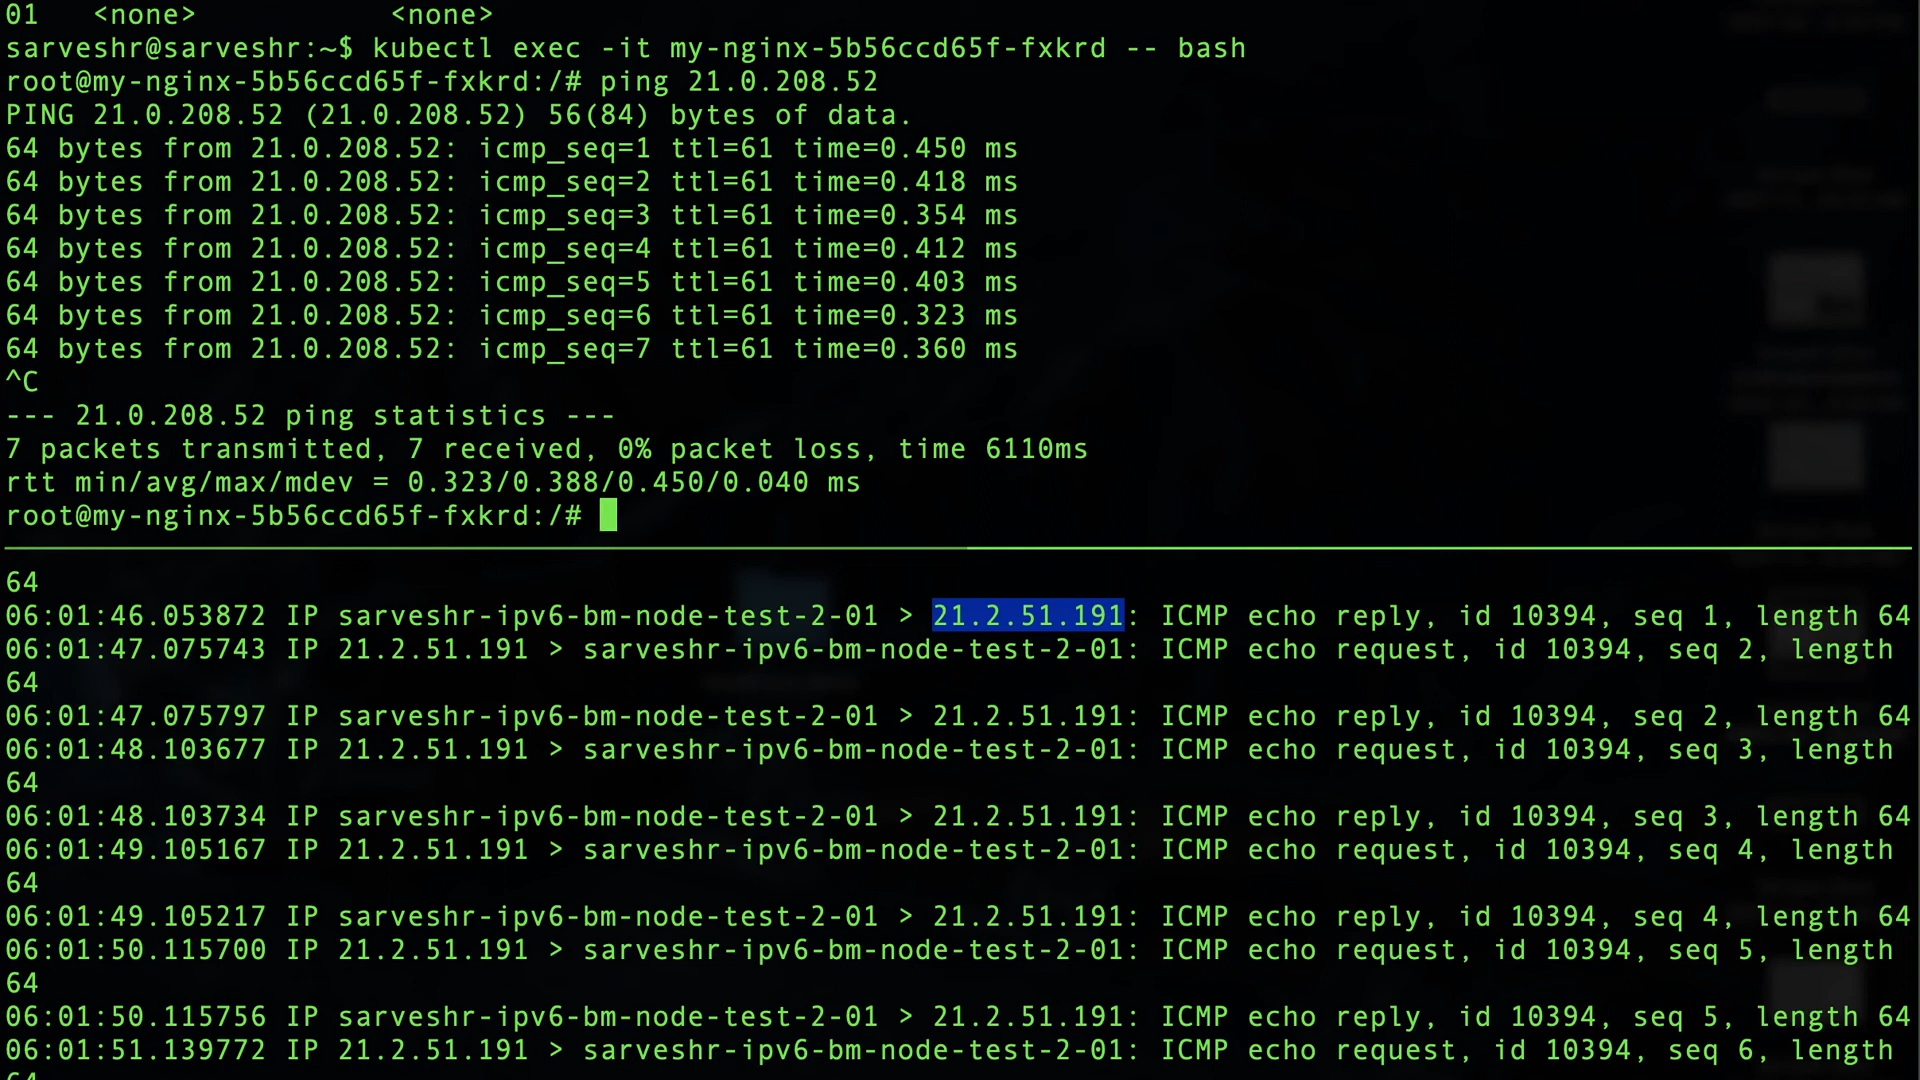 01   <none>           <none>
sarveshr@sarveshr:~$ kubectl exec -it my-nginx-5b56ccd65f-fxkrd -- bash
root@my-nginx-5b56ccd65f-fxkrd:/# ping 21.0.208.52
PING 21.0.208.52 (21.0.208.52) 56(84) bytes of data.
64 bytes from 21.0.208.52: icmp_seq=1 ttl=61 time=0.450 ms
64 bytes from 21.0.208.52: icmp_seq=2 ttl=61 time=0.418 ms
64 bytes from 21.0.208.52: icmp_seq=3 ttl=61 time=0.354 ms
64 bytes from 21.0.208.52: icmp_seq=4 ttl=61 time=0.412 ms
64 bytes from 21.0.208.52: icmp_seq=5 ttl=61 time=0.403 ms
64 bytes from 21.0.208.52: icmp_seq=6 ttl=61 time=0.323 ms
64 bytes from 21.0.208.52: icmp_seq=7 ttl=61 time=0.360 ms
^C
--- 21.0.208.52 ping statistics ---
7 packets transmitted, 7 received, 0% packet loss, time 6110ms
rtt min/avg/max/mdev = 0.323/0.388/0.450/0.040 ms
root@my-nginx-5b56ccd65f-fxkrd:/#
64
06:01:46.053872 IP sarveshr-ipv6-bm-node-test-2-01 > 21.2.51.191: ICMP echo reply, id 10394, seq 1, length 64
06:01:47.075743 IP 21.2.51.191 > sarveshr-ipv6-bm-node-test-2-01: ICMP echo request, id 10394, seq 2, length
64
06:01:47.075797 IP sarveshr-ipv6-bm-node-test-2-01 > 21.2.51.191: ICMP echo reply, id 10394, seq 2, length 64
06:01:48.103677 IP 21.2.51.191 > sarveshr-ipv6-bm-node-test-2-01: ICMP echo request, id 10394, seq 3, length
64
06:01:48.103734 IP sarveshr-ipv6-bm-node-test-2-01 > 21.2.51.191: ICMP echo reply, id 10394, seq 3, length 64
06:01:49.105167 IP 21.2.51.191 > sarveshr-ipv6-bm-node-test-2-01: ICMP echo request, id 10394, seq 4, length
64
06:01:49.105217 IP sarveshr-ipv6-bm-node-test-2-01 > 21.2.51.191: ICMP echo reply, id 10394, seq 4, length 64
06:01:50.115700 IP 21.2.51.191 > sarveshr-ipv6-bm-node-test-2-01: ICMP echo request, id 10394, seq 5, length
64
06:01:50.115756 IP sarveshr-ipv6-bm-node-test-2-01 > 21.2.51.191: ICMP echo reply, id 10394, seq 5, length 64
06:01:51.139772 IP 21.2.51.191 > sarveshr-ipv6-bm-node-test-2-01: ICMP echo request, id 10394, seq 6, length
64